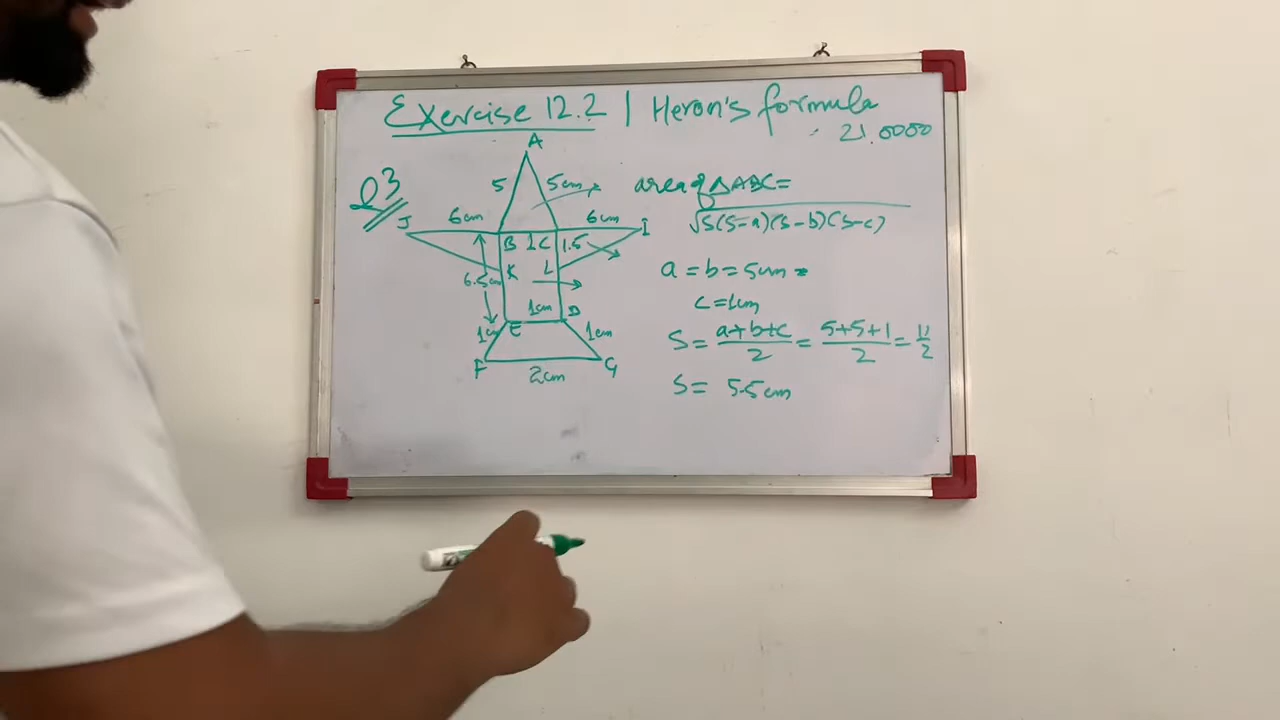 Exercise 12.2 | Heron's formula
21.0000
Q3
A
5
5cm
area of ΔABC=
√s(s-a)(s-b)(s-c)
J
6cm
6cm
I
B 1 C
1.5
K
L
6.5cm
a = b = 5cm
c = 1cm
1cm
D
E
1cm
1cm
S = a+b+c/2 = 5+5+1/2 = 11/2
F
2cm
G
S = 5.5cm